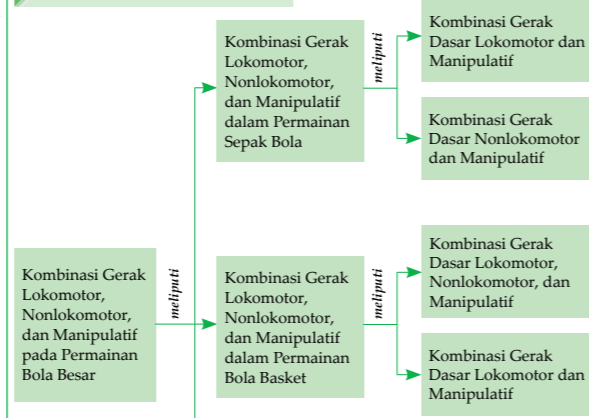 Kombinasi Gerak
Lokomotor,
Nonlokomotor,
dan Manipulatif
pada Permainan
Bola Besar
meliputi
Kombinasi Gerak
Lokomotor,
Nonlokomotor,
dan Manipulatif
dalam Permainan
Sepak Bola
meliputi
Kombinasi Gerak
Dasar Lokomotor dan
Manipulatif
Kombinasi Gerak
Dasar Nonlokomotor
dan Manipulatif
Kombinasi Gerak
Lokomotor,
Nonlokomotor,
dan Manipulatif
dalam Permainan
Bola Basket
meliputi
Kombinasi Gerak
Dasar Lokomotor,
Nonlokomotor, dan
Manipulatif
Kombinasi Gerak
Dasar Lokomotor dan
Manipulatif